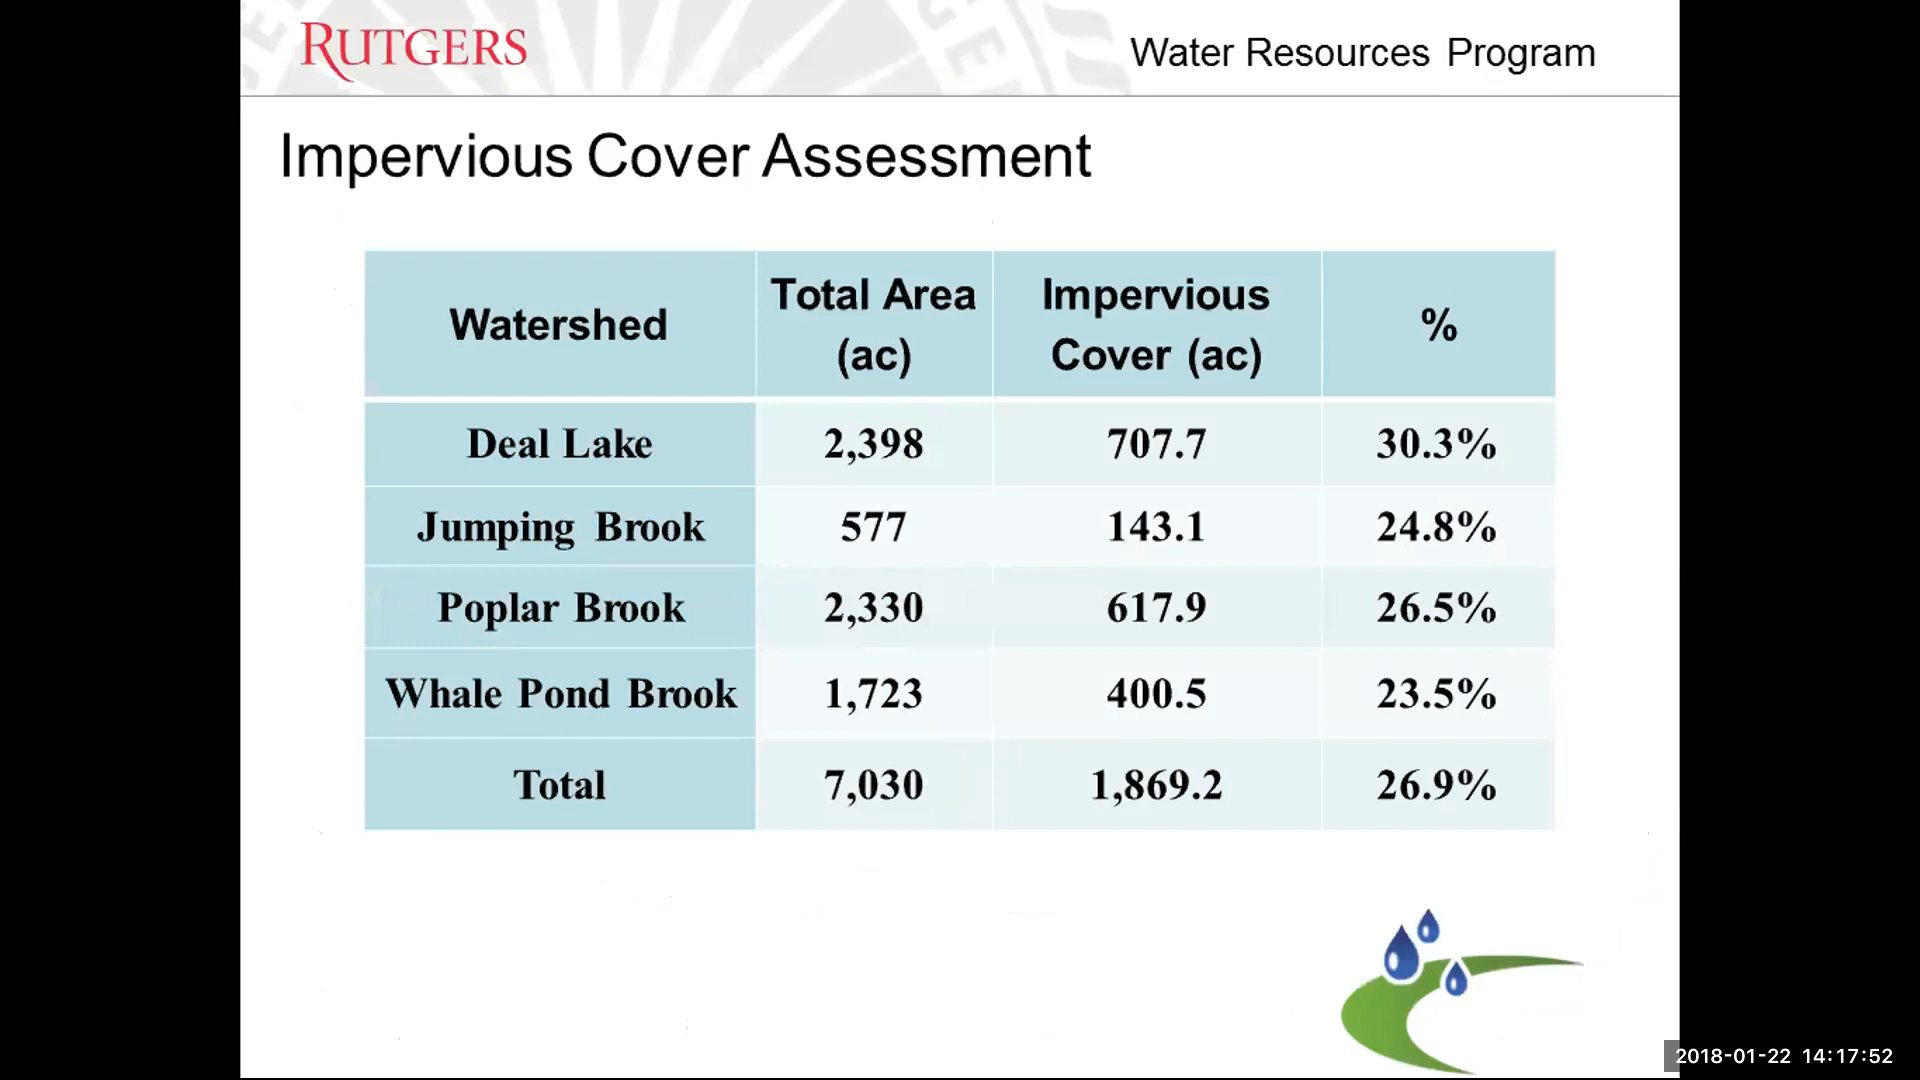 RUTGERS
Water Resources Program
Impervious Cover Assessment
Watershed
Total Area
(ac)
Impervious
Cover (ac)
%
Deal Lake 2,398 707.7 30.3%
Jumping Brook 577 143.1 24.8%
Poplar Brook 2,330 617.9 26.5%
Whale Pond Brook 1,723 400.5 23.5%
Total 7,030 1,869.2 26.9%
2018-01-22 14:17:52